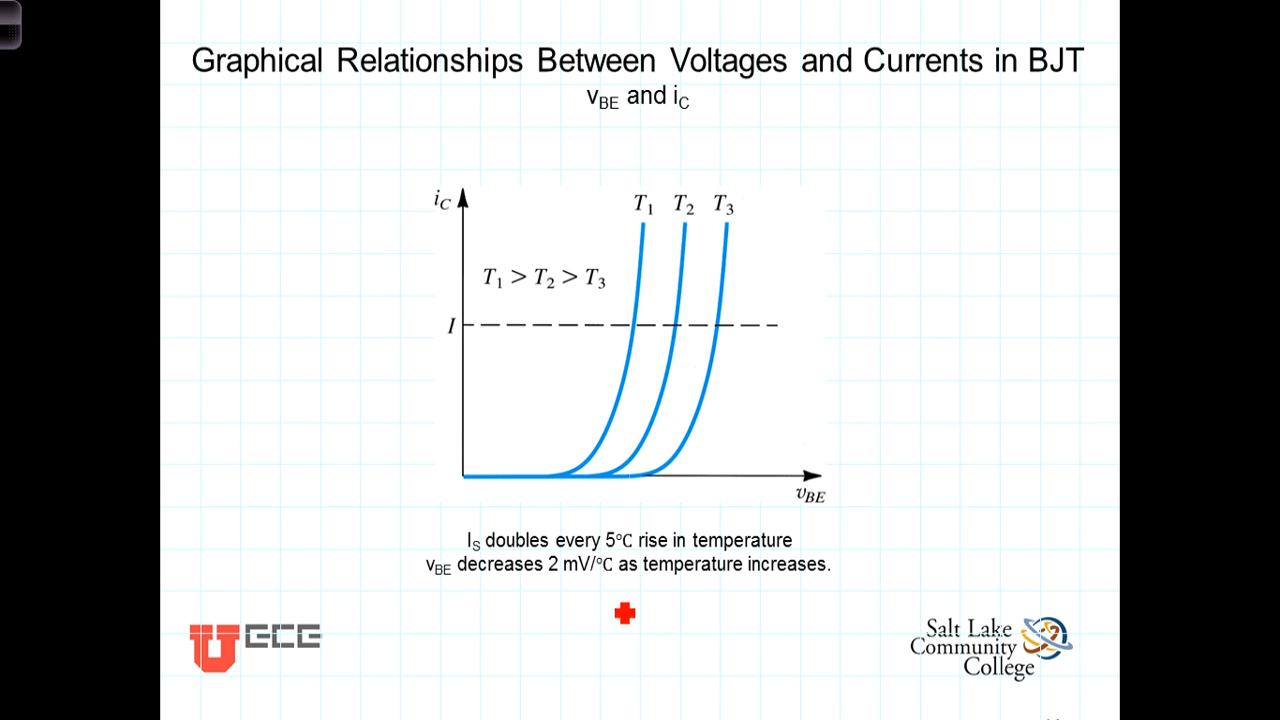 Graphical Relationships Between Voltages and Currents in BJT
vBE and iC
iC
T1 T2 T3
T1 > T2 > T3
I
vBE
IS doubles every 5°C rise in temperature
vBE decreases 2 mV/°C as temperature increases.
U ECE
Salt Lake
Community
College